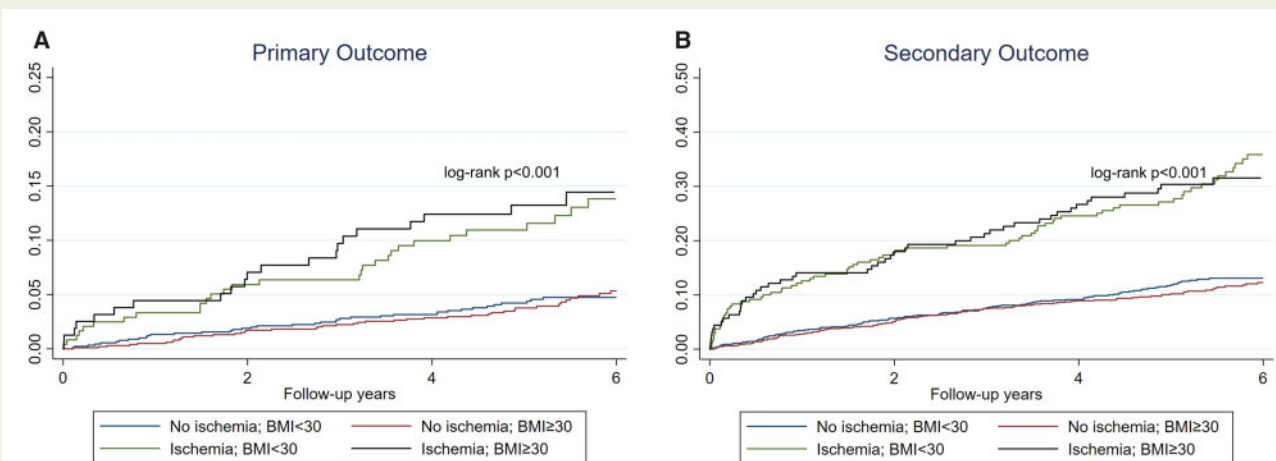 A
Primary Outcome
0.25
0.20
0.15
0.10
0.05
0.00
log-rank p<0.001
0 2 4 6
Follow-up years
No ischemia; BMI<30 No ischemia; BMI≥30
Ischemia; BMI<30 Ischemia; BMI≥30
B
Secondary Outcome
0.50
0.40
0.30
0.20
0.10
0.00
log-rank p<0.001
0 2 4 6
Follow-up years
No ischemia; BMI<30 No ischemia; BMI≥30
Ischemia; BMI<30 Ischemia; BMI≥30